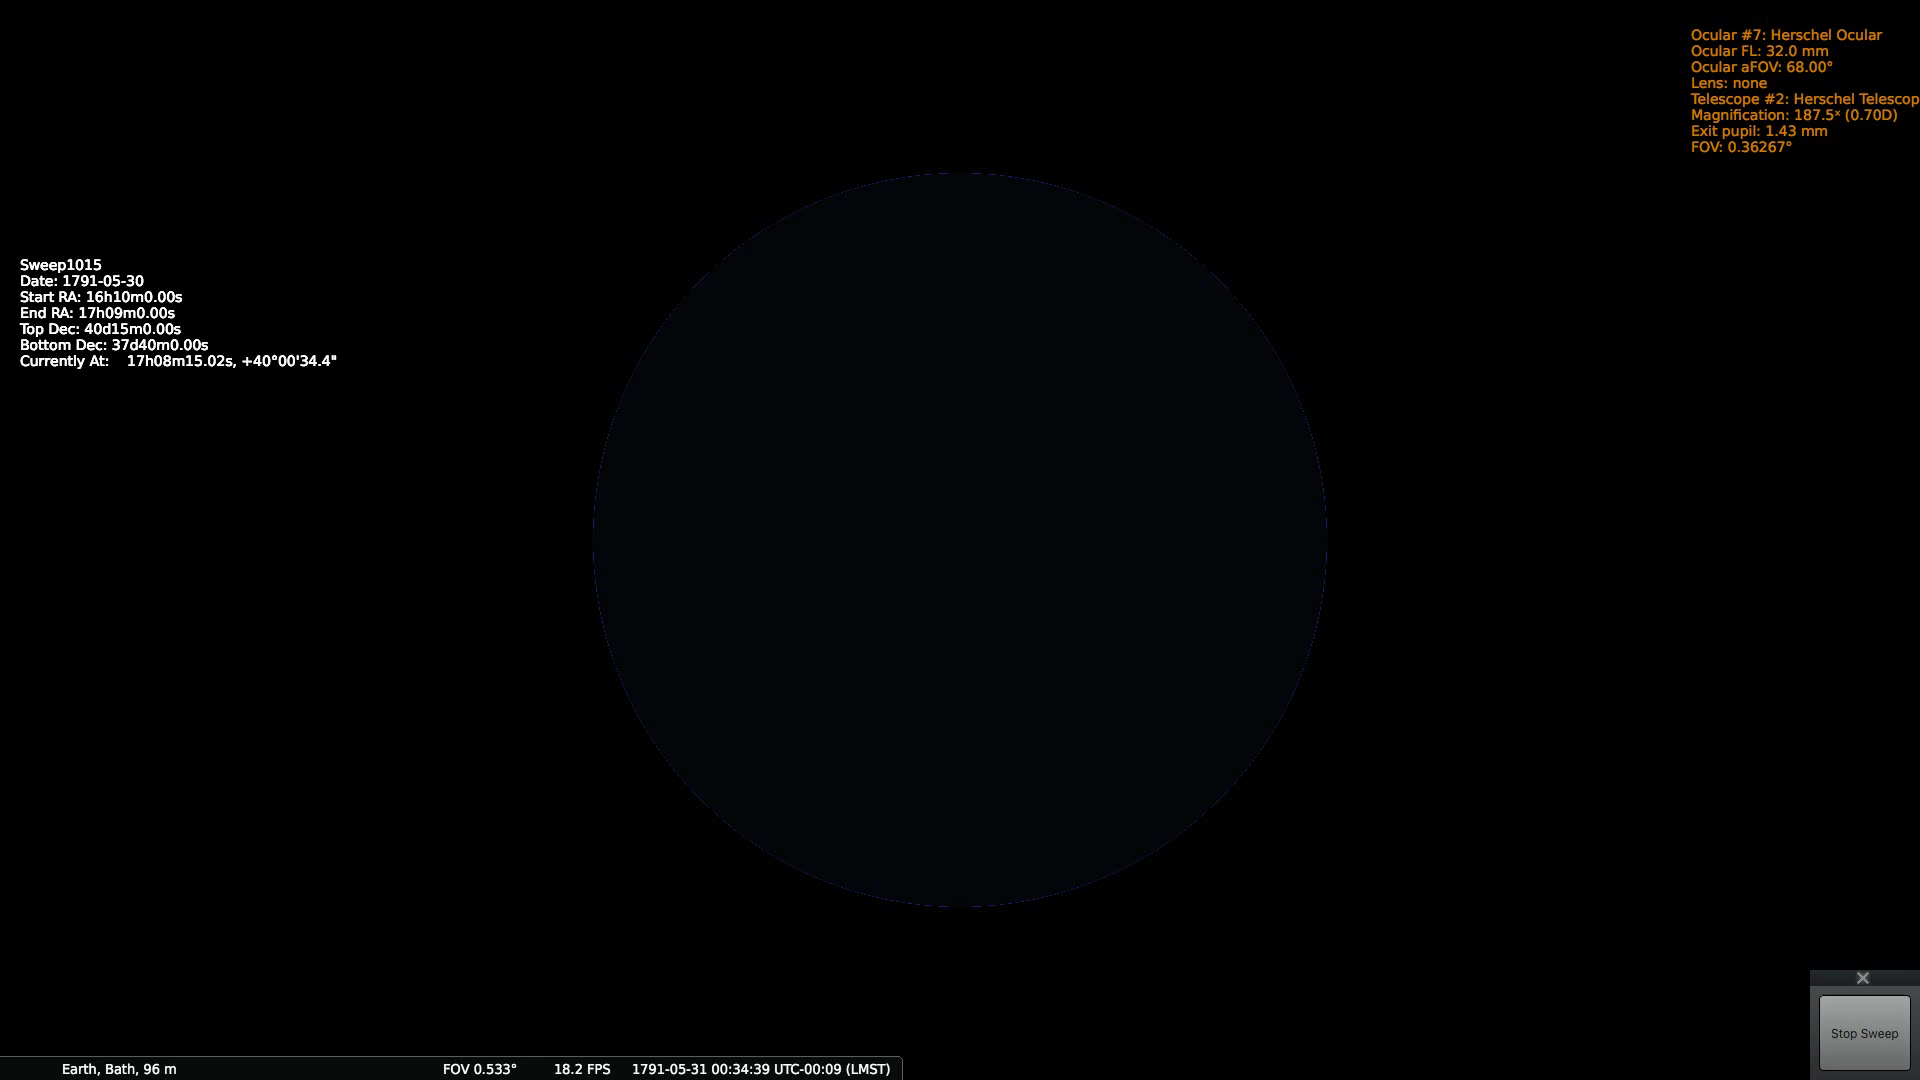 Ocular #7: Herschel Ocular
Ocular FL: 32.0 mm
Ocular aFOV: 68.00°
Lens: none
Telescope #2: Herschel Telescop
Magnification: 187.5ˣ (0.70D)
Exit pupil: 1.43 mm
FOV: 0.36267°
Sweep1015
Date: 1791-05-30
Start RA: 16h10m0.00s
End RA: 17h09m0.00s
Top Dec: 40d15m0.00s
Bottom Dec: 37d40m0.00s
Currently At: 17h08m15.02s, +40°00'34.4"
Stop Sweep
Earth, Bath, 96 m FOV 0.533° 18.2 FPS 1791-05-31 00:34:39 UTC-00:09 (LMST)